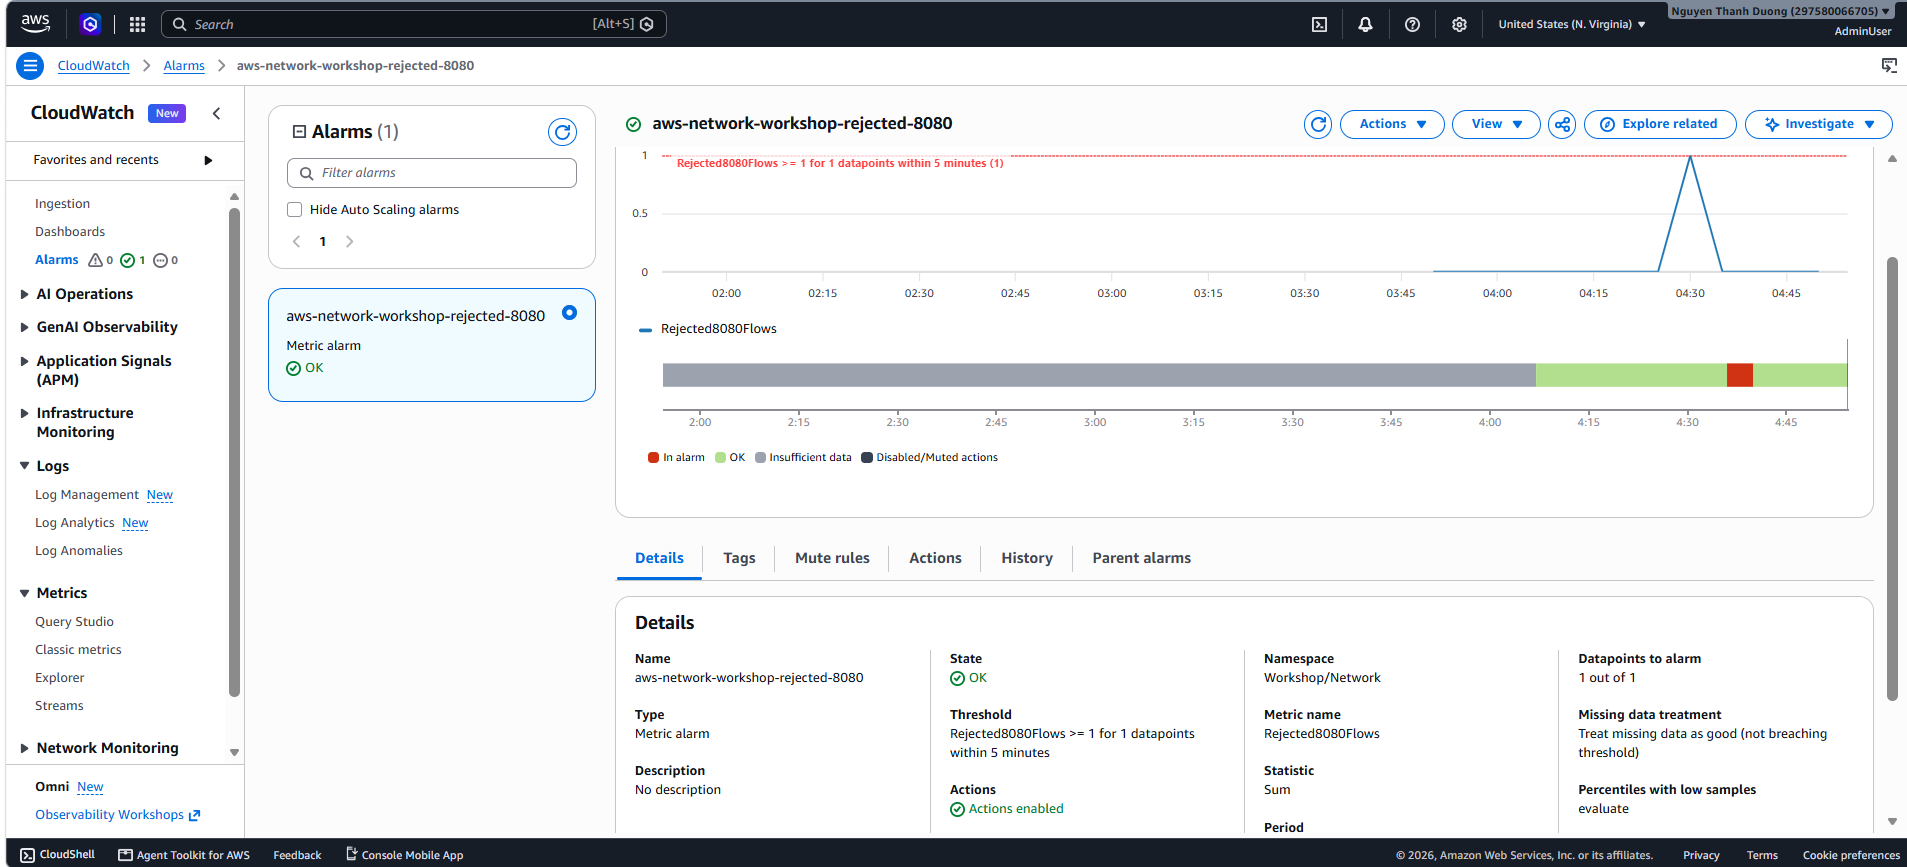 aws
Search
[Alt+S]
United States (N. Virginia)
Nguyen Thanh Duong (297580066705)
AdminUser
CloudWatch
Alarms
aws-network-workshop-rejected-8080
CloudWatch New
Favorites and recents
Ingestion
Dashboards
Alarms 0 1 0
AI Operations
GenAI Observability
Application Signals
(APM)
Infrastructure
Monitoring
Logs
Log Management New
Log Analytics New
Log Anomalies
Metrics
Query Studio
Classic metrics
Explorer
Streams
Network Monitoring
Omni New
Observability Workshops
Alarms (1)
Filter alarms
Hide Auto Scaling alarms
1
aws-network-workshop-rejected-8080
Metric alarm
OK
aws-network-workshop-rejected-8080
Actions
View
Explore related
Investigate
1
Rejected8080Flows >= 1 for 1 datapoints within 5 minutes (1)
0.5
0
02:00 02:15 02:30 02:45 03:00 03:15 03:30 03:45 04:00 04:15 04:30 04:45
Rejected8080Flows
2:00 2:15 2:30 2:45 3:00 3:15 3:30 3:45 4:00 4:15 4:30 4:45
In alarm OK Insufficient data Disabled/Muted actions
Details Tags Mute rules Actions History Parent alarms
Details
Name
aws-network-workshop-rejected-8080
Type
Metric alarm
Description
No description
State
OK
Threshold
Rejected8080Flows >= 1 for 1 datapoints
within 5 minutes
Actions
Actions enabled
Namespace
Workshop/Network
Metric name
Rejected8080Flows
Statistic
Sum
Period
Datapoints to alarm
1 out of 1
Missing data treatment
Treat missing data as good (not breaching
threshold)
Percentiles with low samples
evaluate
CloudShell
Agent Toolkit for AWS
Feedback
Console Mobile App
© 2026, Amazon Web Services, Inc. or its affiliates.
Privacy
Terms
Cookie preferences